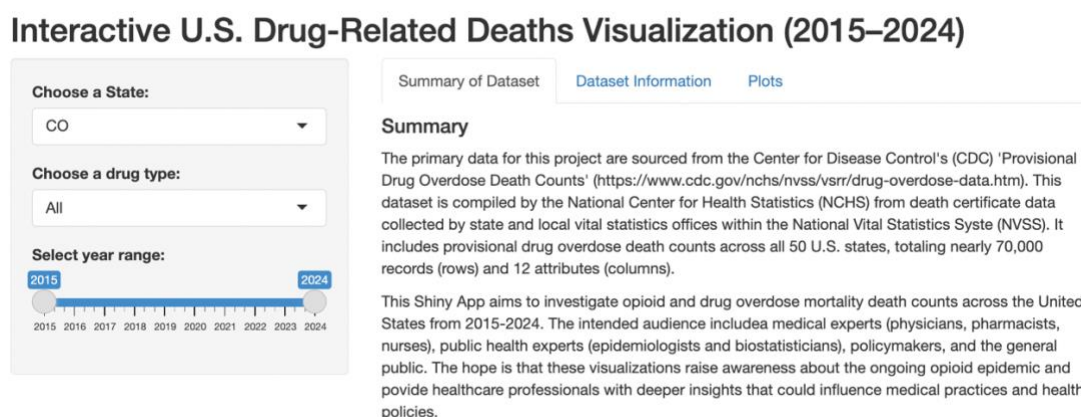 Interactive U.S. Drug-Related Deaths Visualization (2015–2024)
Choose a State:
CO
Choose a drug type:
All
Select year range:
2015 2024
2015 2016 2017 2018 2019 2020 2021 2022 2023 2024
Summary of Dataset Dataset Information Plots
Summary
The primary data for this project are sourced from the Center for Disease Control's (CDC) 'Provisional
Drug Overdose Death Counts' (https://www.cdc.gov/nchs/nvss/vsrr/drug-overdose-data.htm). This
dataset is compiled by the National Center for Health Statistics (NCHS) from death certificate data
collected by state and local vital statistics offices within the National Vital Statistics Syste (NVSS). It
includes provisional drug overdose death counts across all 50 U.S. states, totaling nearly 70,000
records (rows) and 12 attributes (columns).
This Shiny App aims to investigate opioid and drug overdose mortality death counts across the United
States from 2015-2024. The intended audience includea medical experts (physicians, pharmacists,
nurses), public health experts (epidemiologists and biostatisticians), policymakers, and the general
public. The hope is that these visualizations raise awareness about the ongoing opioid epidemic and
povide healthcare professionals with deeper insights that could influence medical practices and health
policies.